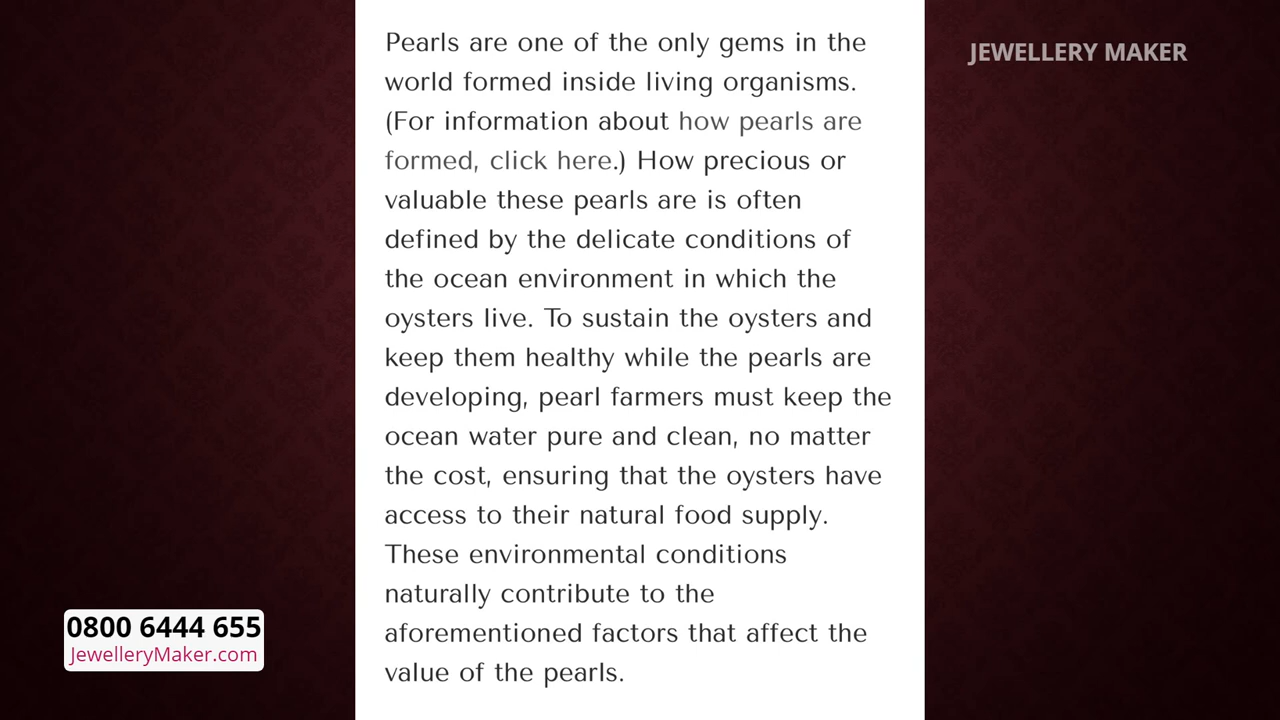 Pearls are one of the only gems in the
world formed inside living organisms.
(For information about how pearls are
formed, click here.) How precious or
valuable these pearls are is often
defined by the delicate conditions of
the ocean environment in which the
oysters live. To sustain the oysters and
keep them healthy while the pearls are
developing, pearl farmers must keep the
ocean water pure and clean, no matter
the cost, ensuring that the oysters have
access to their natural food supply.
These environmental conditions
naturally contribute to the
aforementioned factors that affect the
value of the pearls.
JEWELLERY MAKER
0800 6444 655
JewelleryMaker.com